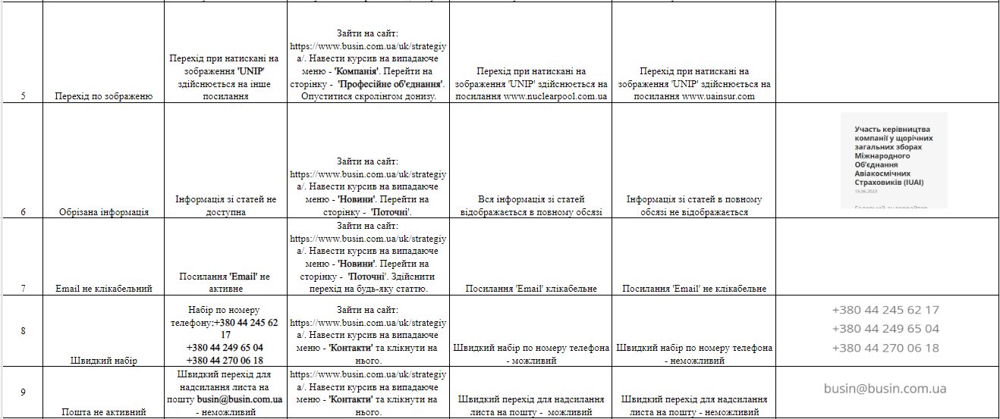 5
Перехід по зображеню
Перехід при натискані на
зображення 'UNIP'
здійснюється на інше
посилання
Зайти на сайт:
https://www.busin.com.ua/uk/strategiy
a/. Навести курсив на випадаюче
меню - 'Компанія'. Перейти на
сторінку - 'Професійне об'єднання'.
Опуститися скролінгом донизу.
Перехід при натискані на
зображення 'UNIP' здійснюється на
посилання www.nuclearpool.com.ua
Перехід при натискані на
зображення 'UNIP' здійснюється на
посилання www.uainsur.com
6
Обрізана інформація
Інформація зі статей не
доступна
Зайти на сайт:
https://www.busin.com.ua/uk/strategiy
a/. Навести курсив на випадаюче
меню - 'Новини'. Перейти на
сторінку - 'Поточні'.
Вся інформація зі статей
відображається в повному обсязі
Інформація зі статей в повному
обсязі не відображається
Участь керівництва
компанії у щорічних
загальних зборах
Міжнародного
Об'єднання
Авіакосмічних
Страховиків (IUAI)
15.06.2023
7
Email не клікабельний
Посилання 'Email' не
активне
Зайти на сайт:
https://www.busin.com.ua/uk/strategiy
a/. Навести курсив на випадаюче
меню - 'Новини'. Перейти на
сторінку - 'Поточні'. Здійснити
перехід на будь-яку статтю.
Посилання 'Email' клікабельне
Посилання 'Email' не клікабельне
8
Швидкий набір
Набір по номеру
телефону:+380 44 245 62
17
+380 44 249 65 04
+380 44 270 06 18
Зайти на сайт:
https://www.busin.com.ua/uk/strategiy
a/. Навести курсив на випадаюче
меню - 'Контакти' та клікнути на
нього.
Швидкий набір по номеру телефона
- можливий
Швидкий набір по номеру телефона
- неможливий
+380 44 245 62 17
+380 44 249 65 04
+380 44 270 06 18
9
Пошта не активний
Швидкий перехід для
надсилання листа на
пошту busin@busin.com.ua
- неможливий
https://www.busin.com.ua/uk/strategiy
a/. Навести курсив на випадаюче
меню - 'Контакти' та клікнути на
нього.
Швидкий перехід для надсилання
листа на пошту - можливий
Швидкий перехід для надсилання
листа на пошту - неможливий
busin@busin.com.ua